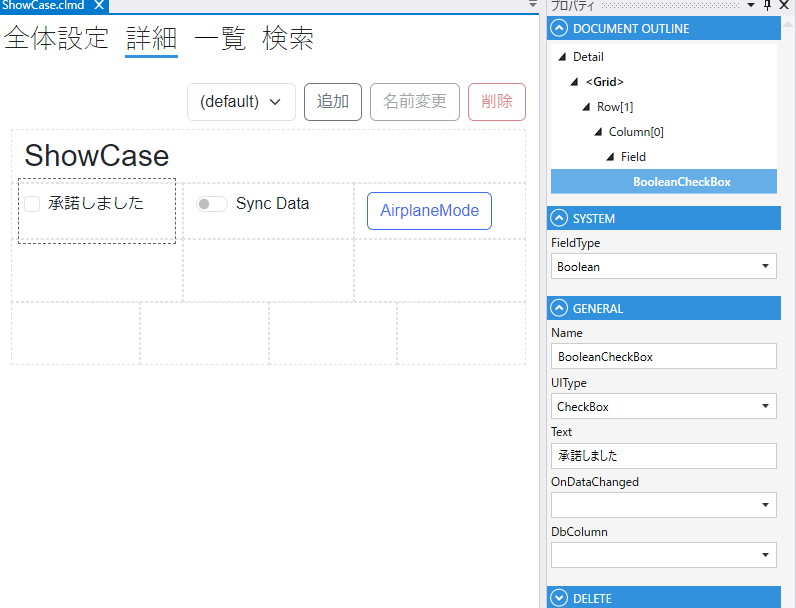 ShowCase.clmd
全体設定 詳細 一覧 検索
(default) 追加 名前変更 削除
ShowCase
承諾しました Sync Data AirplaneMode
プロパティ
DOCUMENT OUTLINE
Detail
<Grid>
Row[1]
Column[0]
Field
BooleanCheckBox
SYSTEM
FieldType
Boolean
GENERAL
Name
BooleanCheckBox
UIType
CheckBox
Text
承諾しました
OnDataChanged
DbColumn
DELETE